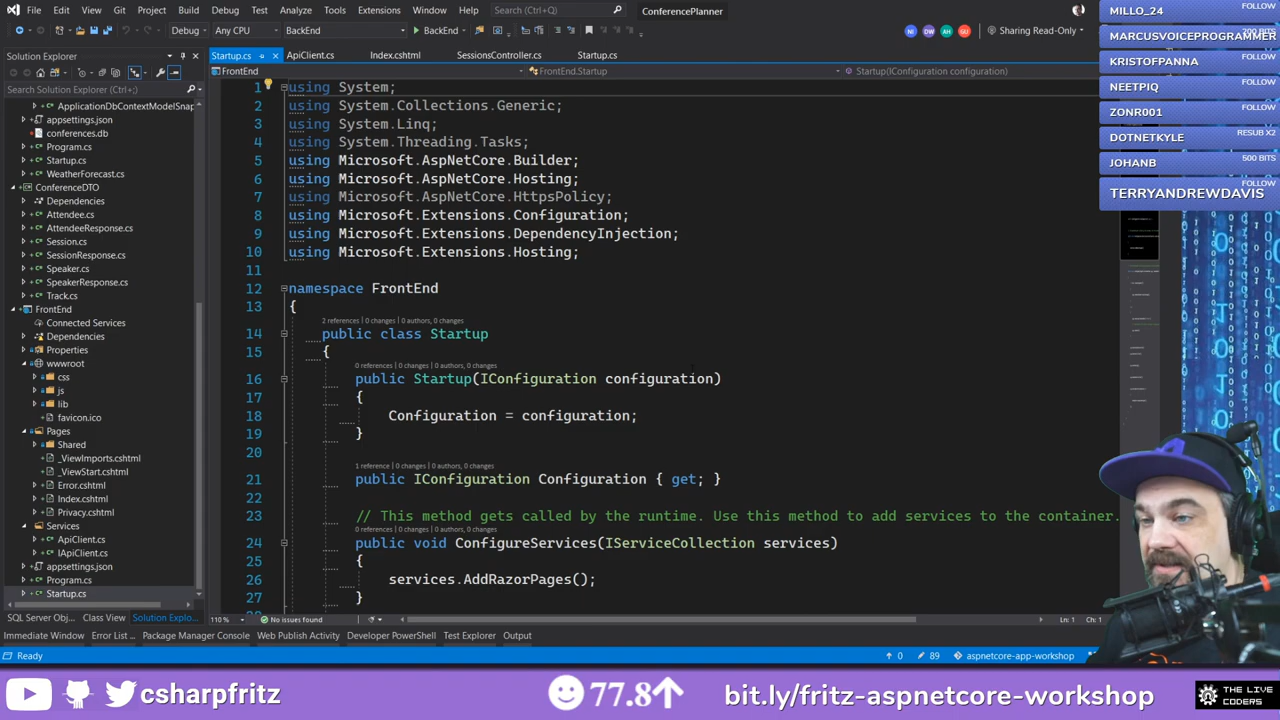 File Edit View Git Project Build Debug Test Analyze Tools Extensions Window Help Search (Ctrl+Q) ConferencePlanner
Debug Any CPU BackEnd BackEnd NI DW AH GU Sharing Read-Only
Solution Explorer
Search Solution Explorer (Ctrl+;)
ApplicationDbContextModelSnap
appsettings.json
conferences.db
Program.cs
Startup.cs
WeatherForecast.cs
ConferenceDTO
Dependencies
Attendee.cs
AttendeeResponse.cs
Session.cs
SessionResponse.cs
Speaker.cs
SpeakerResponse.cs
Track.cs
FrontEnd
Connected Services
Dependencies
Properties
wwwroot
css
js
lib
favicon.ico
Pages
Shared
_ViewImports.cshtml
_ViewStart.cshtml
Error.cshtml
Index.cshtml
Privacy.cshtml
Services
ApiClient.cs
IApiClient.cs
appsettings.json
Program.cs
Startup.cs
SQL Server Obj... Class View Solution Explo...
Startup.cs ApiClient.cs Index.cshtml SessionsController.cs Startup.cs
FrontEnd FrontEnd.Startup Startup(IConfiguration configuration)
1 using System;
2 using System.Collections.Generic;
3 using System.Linq;
4 using System.Threading.Tasks;
5 using Microsoft.AspNetCore.Builder;
6 using Microsoft.AspNetCore.Hosting;
7 using Microsoft.AspNetCore.HttpsPolicy;
8 using Microsoft.Extensions.Configuration;
9 using Microsoft.Extensions.DependencyInjection;
10 using Microsoft.Extensions.Hosting;
11
12 namespace FrontEnd
13 {
2 references | 0 changes | 0 authors, 0 changes
14 public class Startup
15 {
0 references | 0 changes | 0 authors, 0 changes
16 public Startup(IConfiguration configuration)
17 {
18 Configuration = configuration;
19 }
20
1 reference | 0 changes | 0 authors, 0 changes
21 public IConfiguration Configuration { get; }
22
23 // This method gets called by the runtime. Use this method to add services to the container.
0 references | 0 changes | 0 authors, 0 changes
24 public void ConfigureServices(IServiceCollection services)
25 {
26 services.AddRazorPages();
27 }
110 % No issues found Ln: 1 Ch: 1
Immediate Window Error List ... Package Manager Console Web Publish Activity Developer PowerShell Test Explorer Output
Ready 0 89 aspnetcore-app-workshop
MILLO_24 FOLLOW
MARCUSVOICEPROGRAMMER 200 BITS
KRISTOFPANNA FOLLOW
NEETPIQ FOLLOW
ZONR001 FOLLOW
DOTNETKYLE RESUB X2
JOHANB 500 BITS
TERRYANDREWDAVIS FOLLOW
csharpfritz 77.8↑ bit.ly/fritz-aspnetcore-workshop THE LIVE CODERS